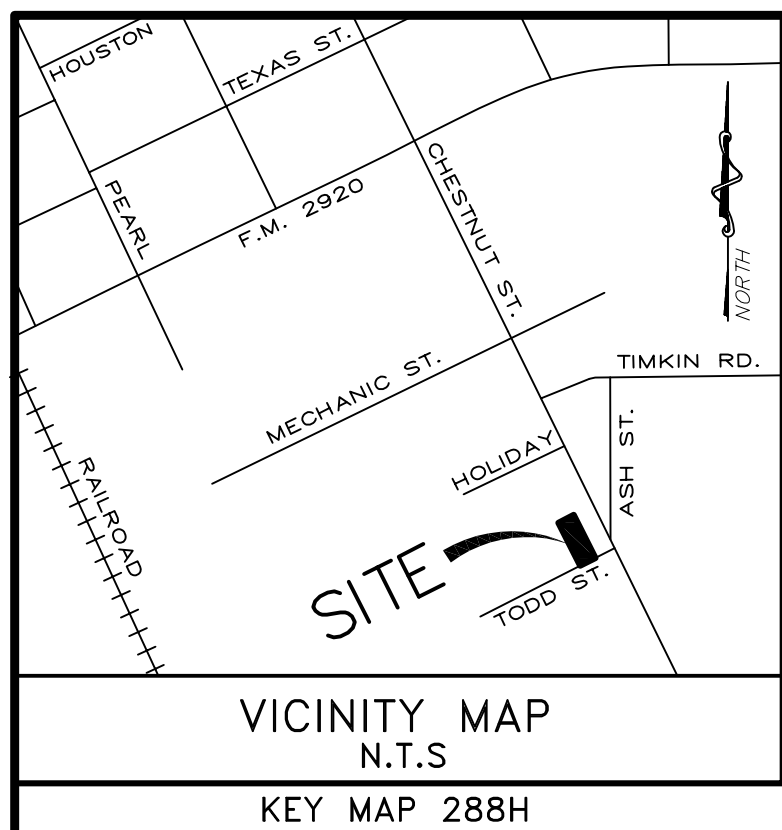 HOUSTON
TEXAS ST.
PEARL
F.M. 2920
CHESTNUT ST.
NORTH
MECHANIC ST.
TIMKIN RD.
HOLIDAY
ASH ST.
RAILROAD
SITE
TODD ST.
VICINITY MAP
N.T.S
KEY MAP 288H